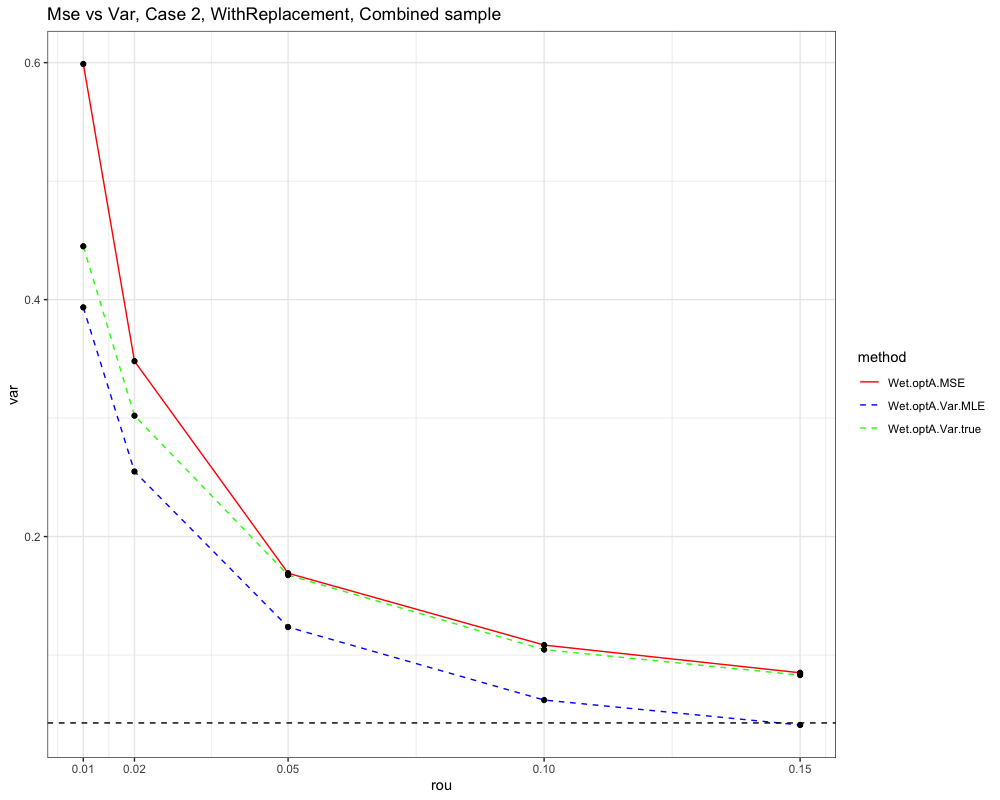 Mse vs Var, Case 2, WithReplacement, Combined sample
var
0.6
0.4
0.2
0.01
0.02
0.05
0.10
0.15
rou
method
Wet.optA.MSE
Wet.optA.Var.MLE
Wet.optA.Var.true